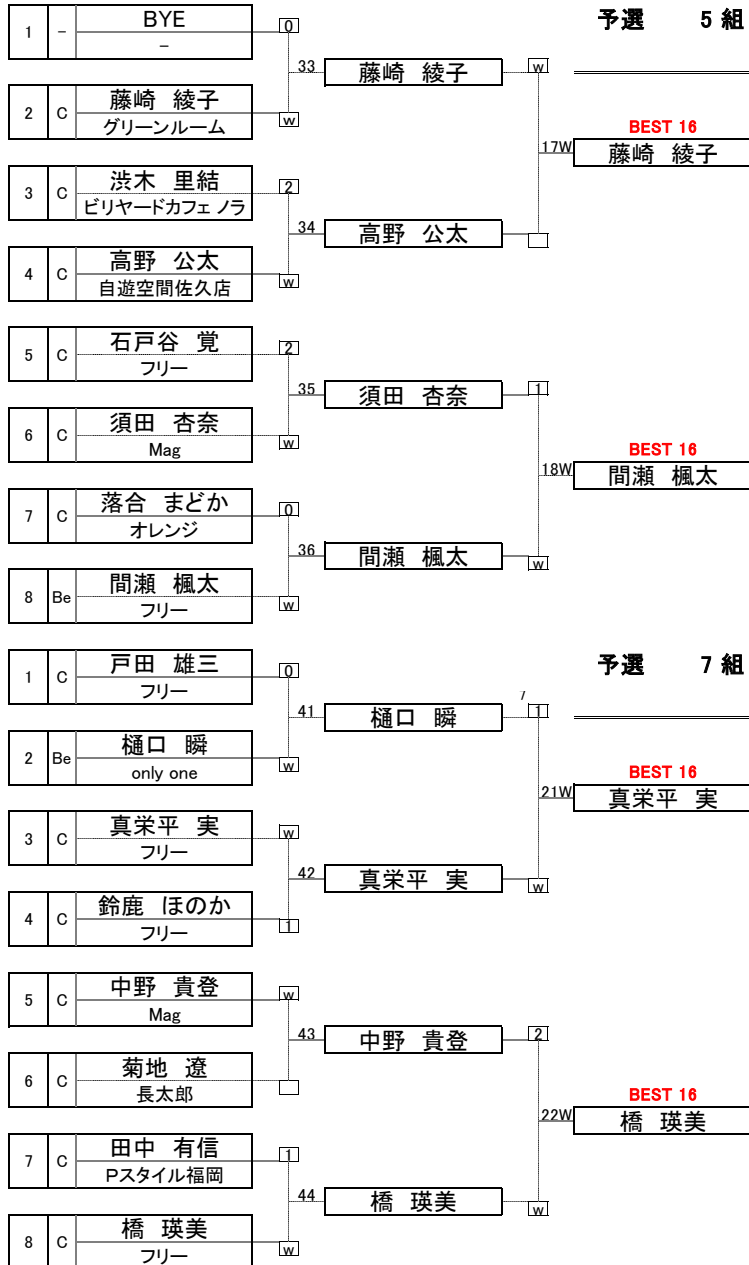 予選 5 組
1 - BYE 0
-
33 藤崎 綾子 w
2 C 藤崎 綾子 w
グリーンルーム
BEST 16
17W 藤崎 綾子
3 C 渋木 里結 2
ビリヤードカフェ ノラ
34 高野 公太
4 C 高野 公太 w
自遊空間佐久店
5 C 石戸谷 覚 2
フリー
35 須田 杏奈 1
6 C 須田 杏奈 w
Mag
BEST 16
18W 間瀬 楓太
7 C 落合 まどか 0
オレンジ
36 間瀬 楓太 w
8 Be 間瀬 楓太 w
フリー
予選 7 組
1 C 戸田 雄三 0
フリー
7
41 樋口 瞬 1
2 Be 樋口 瞬 w
only one
BEST 16
21W 真栄平 実
3 C 真栄平 実 w
フリー
42 真栄平 実 w
4 C 鈴鹿 ほのか 1
フリー
5 C 中野 貴登 w
Mag
43 中野 貴登 2
6 C 菊地 遼
長太郎
BEST 16
22W 橋 瑛美
7 C 田中 有信 1
Pスタイル福岡
44 橋 瑛美 w
8 C 橋 瑛美 w
フリー